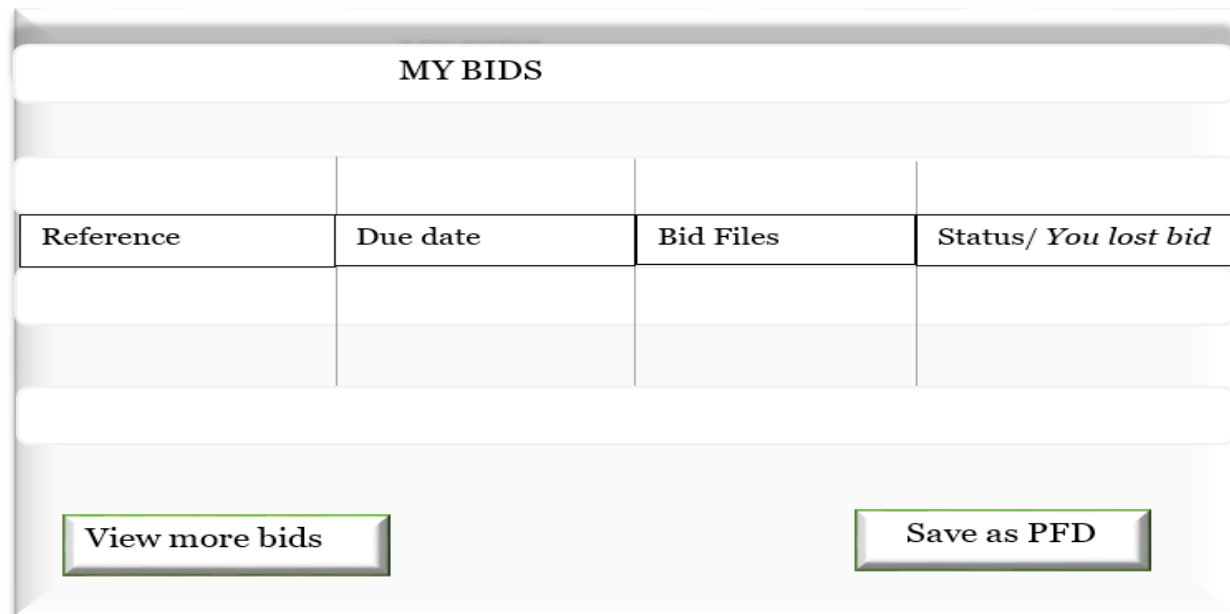 MY BIDS
Reference Due date Bid Files Status/ You lost bid
View more bids Save as PFD